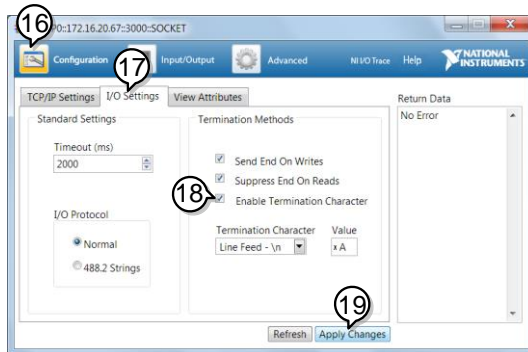 16
0::172.16.20.67::3000::SOCKET
Configuration
Input/Output
Advanced
NI I/O Trace
Help
NATIONAL
INSTRUMENTS
17
TCP/IP Settings
I/O Settings
View Attributes
Return Data
Standard Settings
Termination Methods
No Error
Timeout (ms)
2000
Send End On Writes
Suppress End On Reads
18
Enable Termination Character
I/O Protocol
Termination Character
Value
Line Feed - \n
x A
Normal
488.2 Strings
19
Refresh
Apply Changes